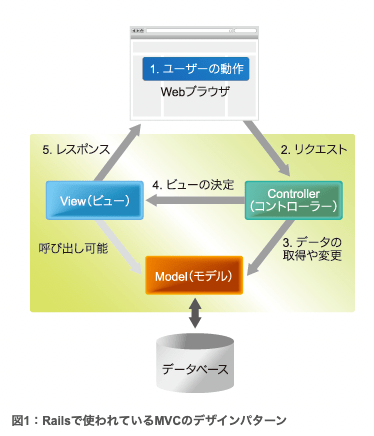 1. ユーザーの動作
Webブラウザ
5. レスポンス
2. リクエスト
4. ビューの決定
View（ビュー）
Controller
（コントローラー）
呼び出し可能
3. データの
取得や変更
Model（モデル）
データベース
図1：Railsで使われているMVCのデザインパターン